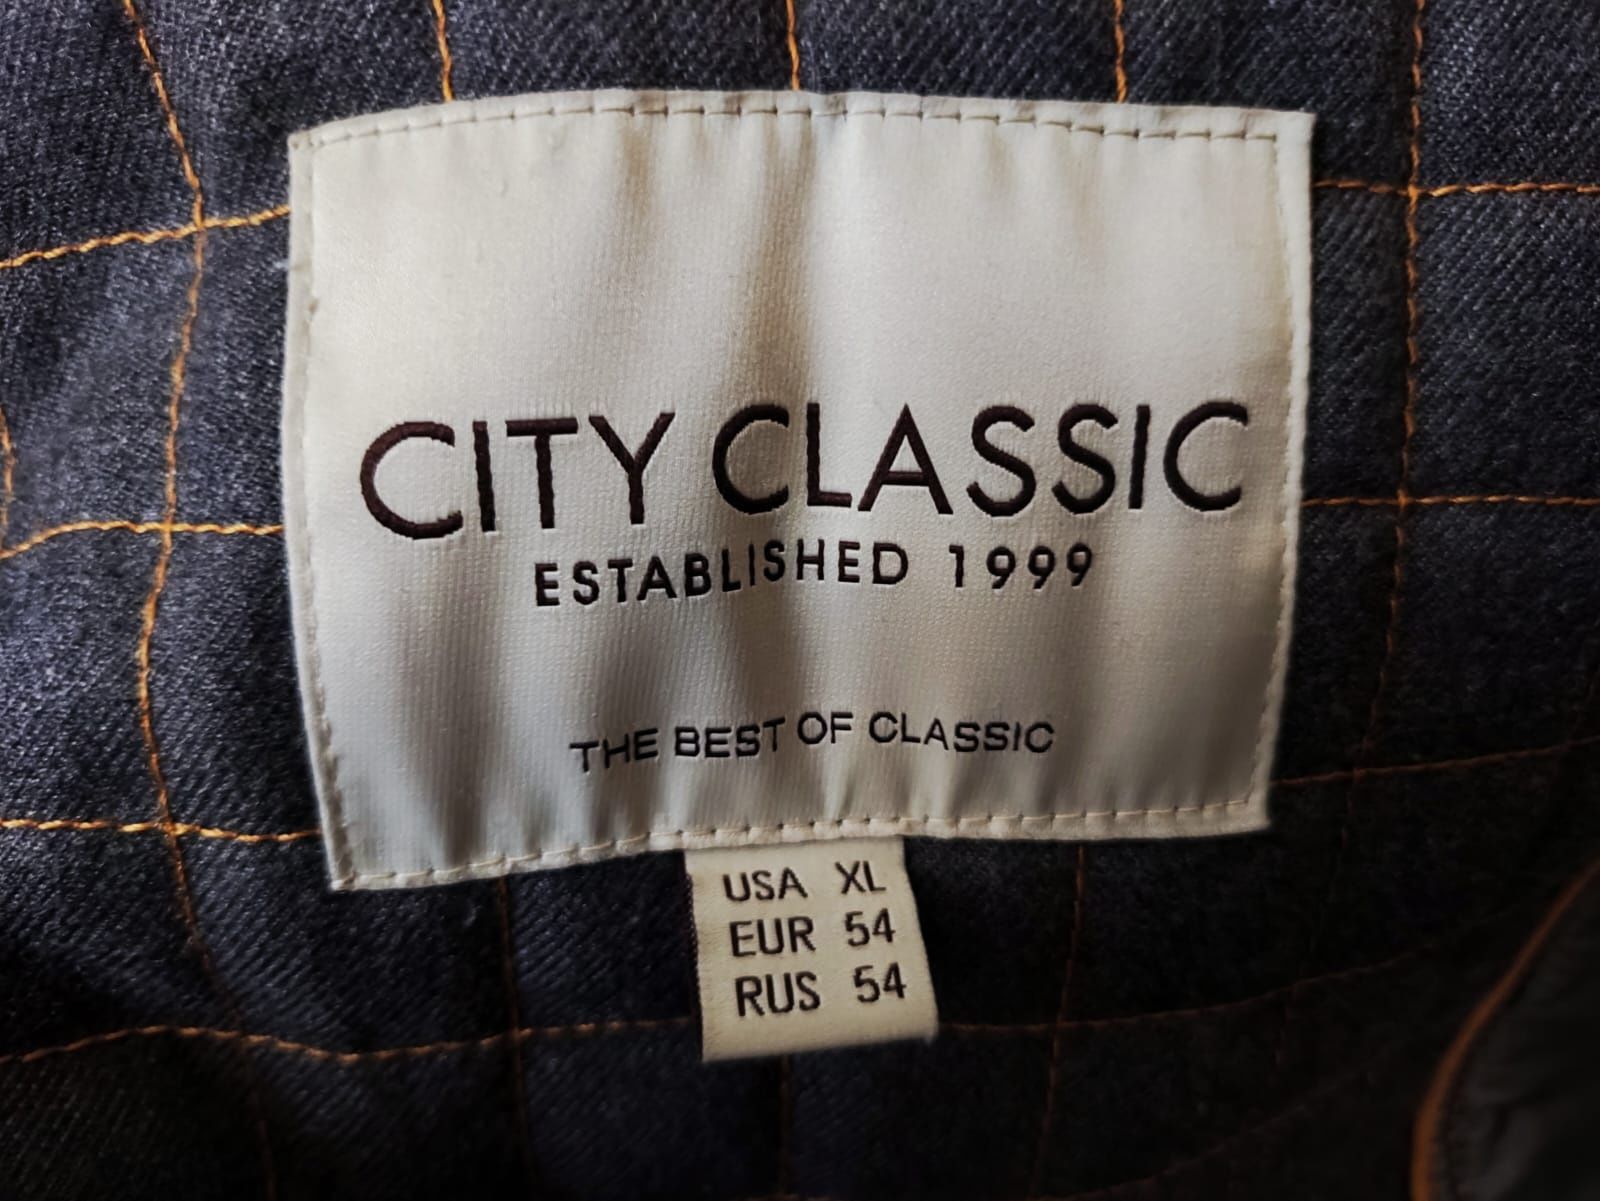 CITY CLASSIC
ESTABLISHED 1999
THE BEST OF CLASSIC
USA XL
EUR 54
RUS 54